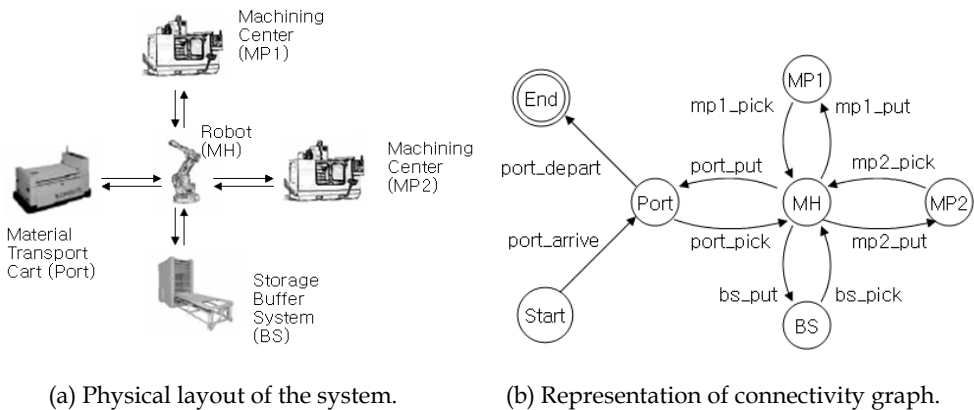 Machining
Center
(MP1)
Robot
(MH)
Machining
Center
(MP2)
Material
Transport
Cart (Port)
Storage
Buffer
System
(BS)
(a) Physical layout of the system.
End
MP1
mp1_pick
mp1_put
port_depart
port_put
mp2_pick
Port
MH
MP2
port_arrive
port_pick
mp2_put
bs_put
bs_pick
Start
BS
(b) Representation of connectivity graph.